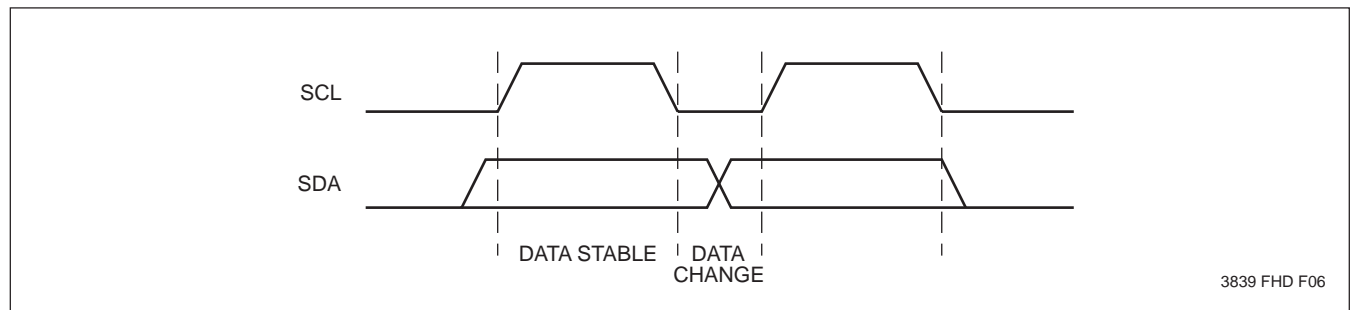 SCL
SDA
DATA STABLE
DATA
CHANGE
3839 FHD F06